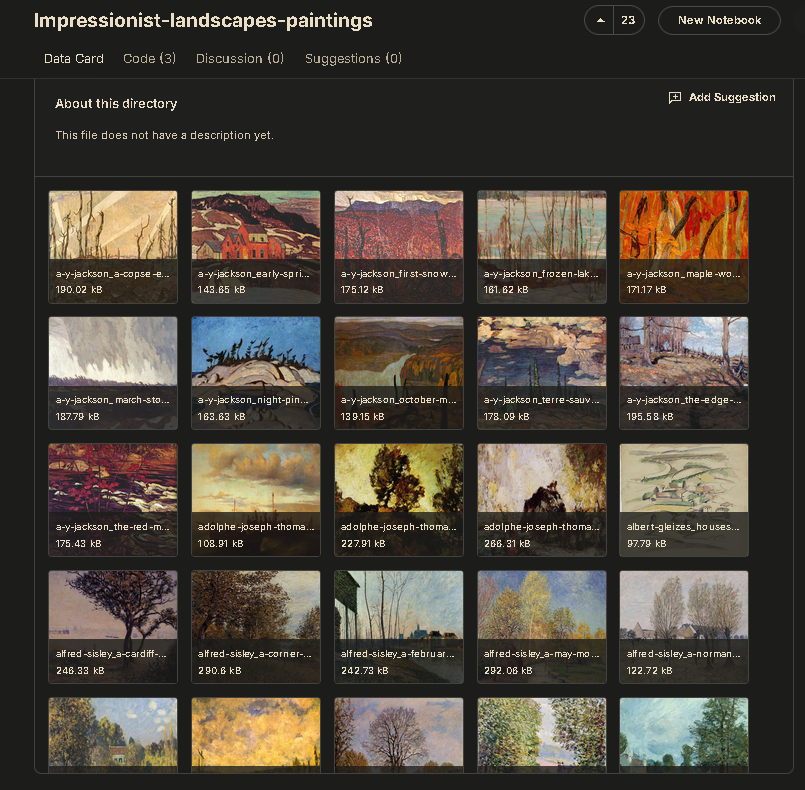 Impressionist-landscapes-paintings
23
New Notebook
Data Card
Code (3)
Discussion (0)
Suggestions (0)
About this directory
Add Suggestion
This file does not have a description yet.
a-y-jackson_a-copse-e...
190.02 kB
a-y-jackson_early-spri...
143.65 kB
a-y-jackson_first-snow...
175.12 kB
a-y-jackson_frozen-lak...
161.62 kB
a-y-jackson_maple-wo...
171.17 kB
a-y-jackson_march-sto...
187.79 kB
a-y-jackson_night-pin...
163.63 kB
a-y-jackson_october-m...
139.15 kB
a-y-jackson_terre-sauv...
178.09 kB
a-y-jackson_the-edge-...
195.58 kB
a-y-jackson_the-red-m...
175.43 kB
adolphe-joseph-thoma...
108.91 kB
adolphe-joseph-thoma...
227.91 kB
adolphe-joseph-thoma...
266.31 kB
albert-gleizes_houses...
97.79 kB
alfred-sisley_a-cardiff-...
246.33 kB
alfred-sisley_a-corner-...
290.6 kB
alfred-sisley_a-februar...
242.73 kB
alfred-sisley_a-may-mo...
292.06 kB
alfred-sisley_a-norman...
122.72 kB